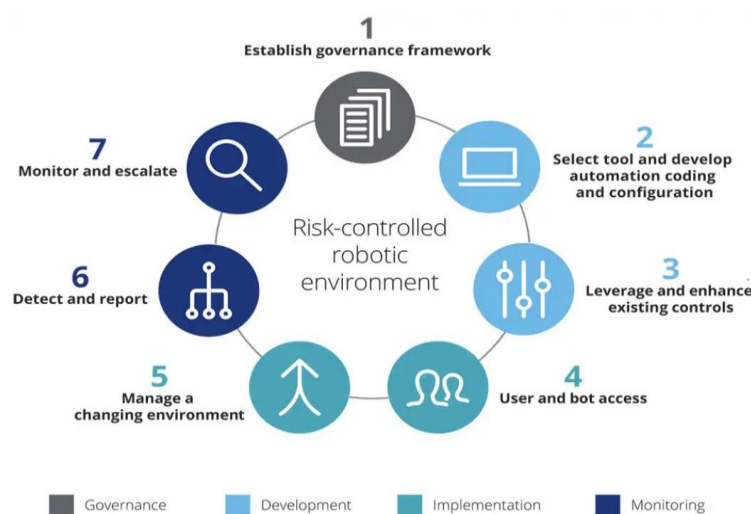 1
Establish governance framework
2
Select tool and develop
automation coding
and configuration
3
Leverage and enhance
existing controls
4
User and bot access
5
Manage a
changing environment
6
Detect and report
7
Monitor and escalate
Risk-controlled
robotic
environment
Governance
Development
Implementation
Monitoring